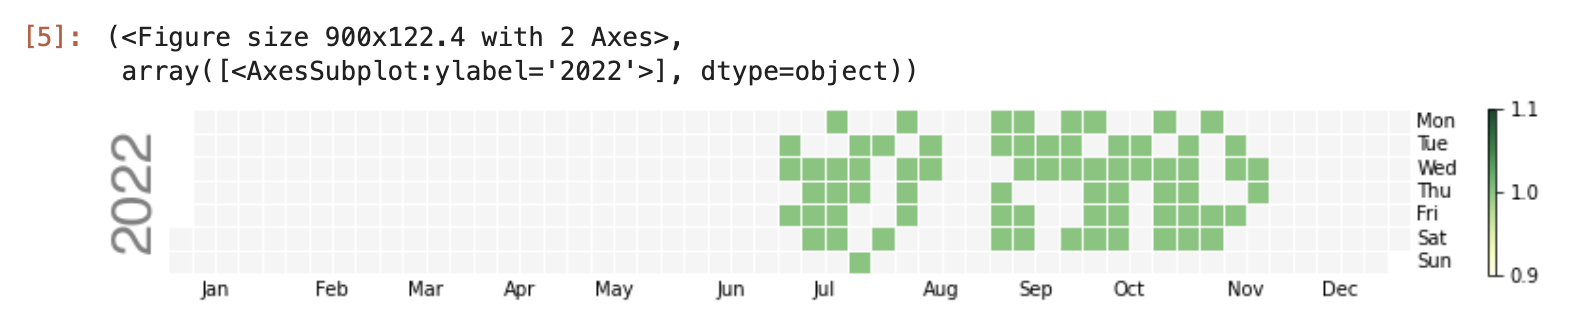 [5]: (<Figure size 900x122.4 with 2 Axes>,
array([<AxesSubplot:ylabel='2022'>], dtype=object))
2022
Mon
Tue
Wed
Thu
Fri
Sat
Sun
Jan Feb Mar Apr May Jun Jul Aug Sep Oct Nov Dec
1.1
1.0
0.9